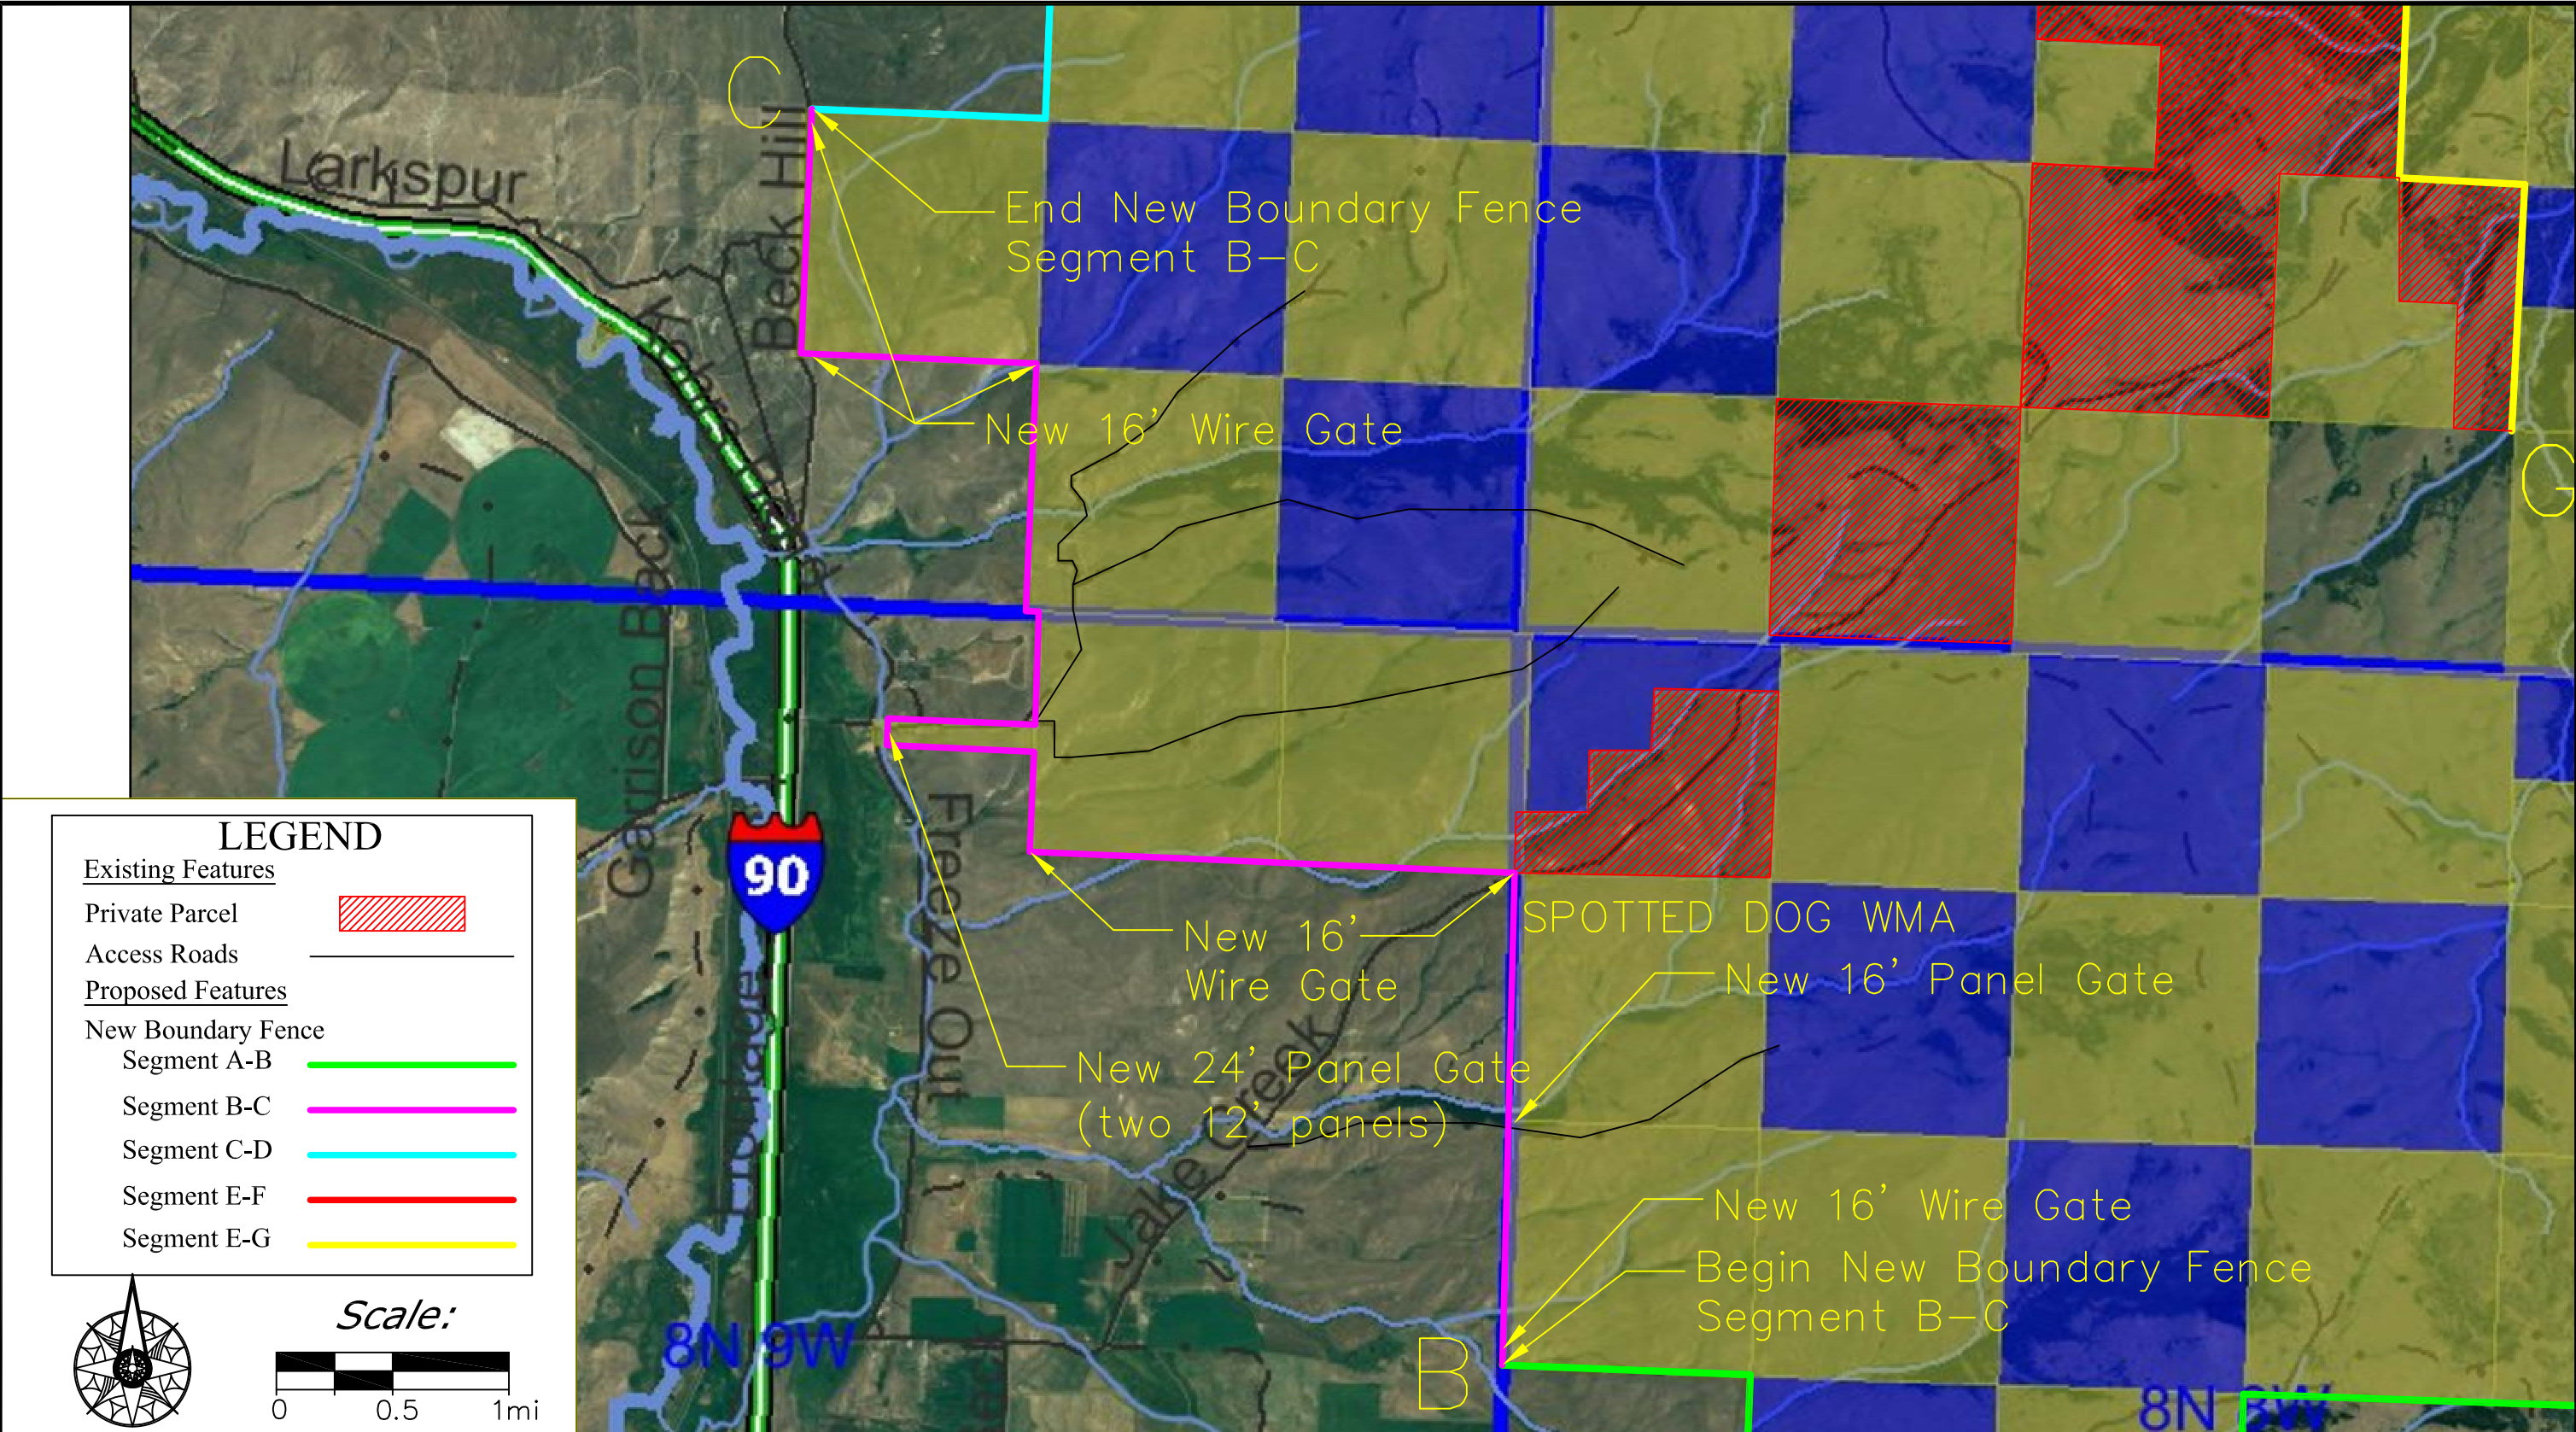 C
Larkspur
Beck Hill
End New Boundary Fence
Segment B-C
New 16' Wire Gate
G
Garrison Back
90
Freeze Out
SPOTTED DOG WMA
New 16'
Wire Gate
New 16' Panel Gate
New 24' Panel Gate
(two 12' panels)
Jake Creek
New 16' Wire Gate
Begin New Boundary Fence
Segment B-C
B
8N 9W
8N 8W
LEGEND
Existing Features
Private Parcel
Access Roads
Proposed Features
New Boundary Fence
Segment A-B
Segment B-C
Segment C-D
Segment E-F
Segment E-G
Scale:
0 0.5 1mi